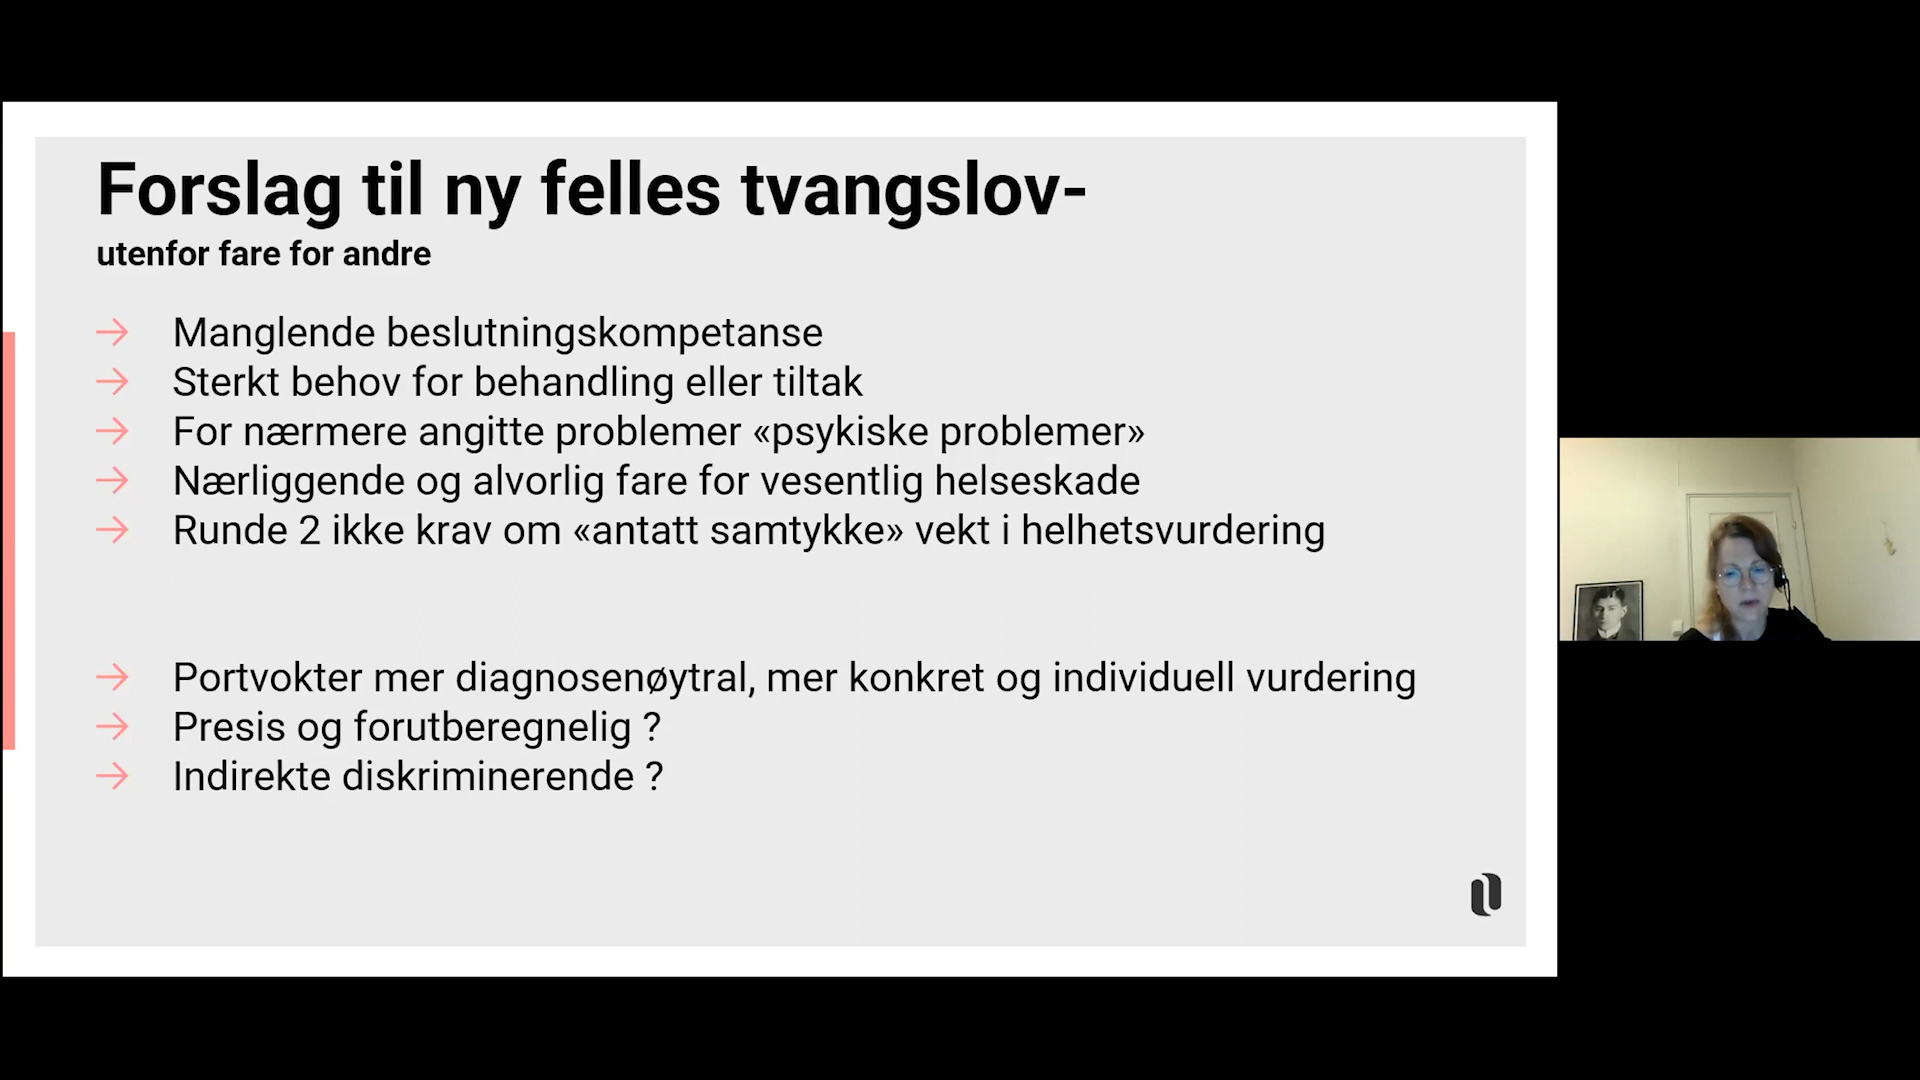 Forslag til ny felles tvangslov-
utenfor fare for andre
→ Manglende beslutningskompetanse
→ Sterkt behov for behandling eller tiltak
→ For nærmere angitte problemer «psykiske problemer»
→ Nærliggende og alvorlig fare for vesentlig helseskade
→ Runde 2 ikke krav om «antatt samtykke» vekt i helhetsvurdering
→ Portvokter mer diagnosenøytral, mer konkret og individuell vurdering
→ Presis og forutberegnelig ?
→ Indirekte diskriminerende ?